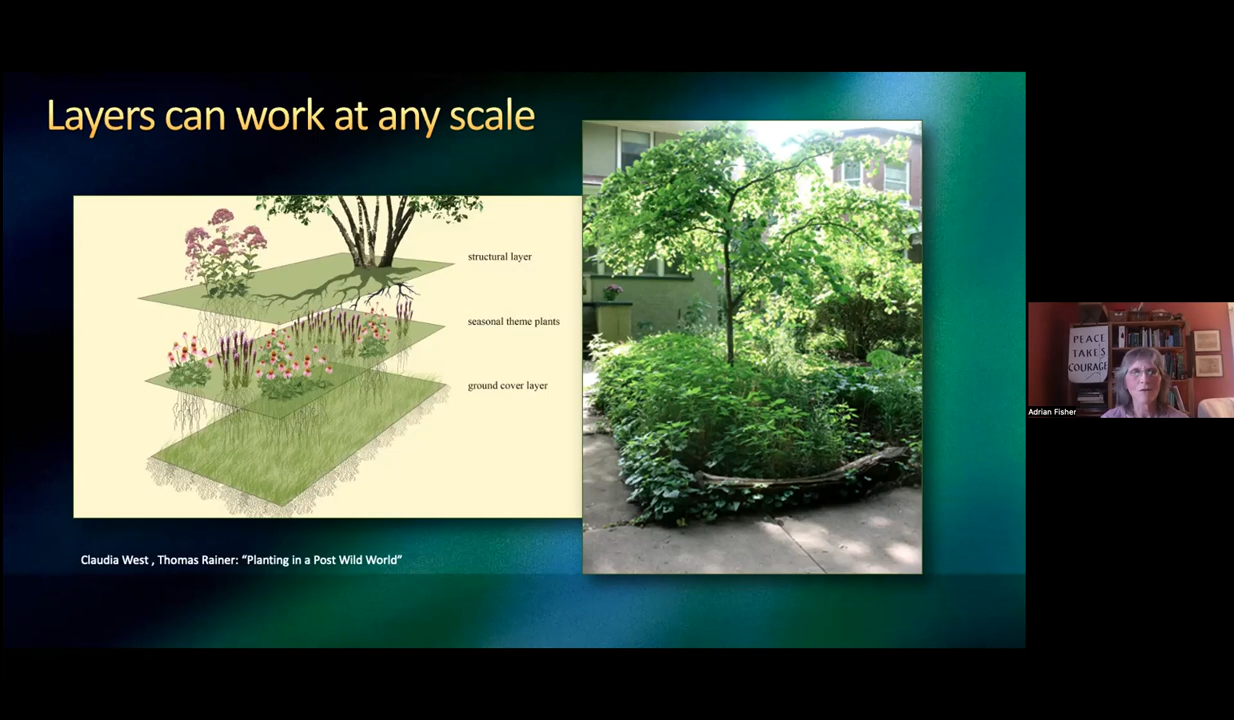 Layers can work at any scale
structural layer
seasonal theme plants
ground cover layer
Claudia West , Thomas Rainer: “Planting in a Post Wild World”
PEACE
TAKES
COURAGE
Adrian Fisher